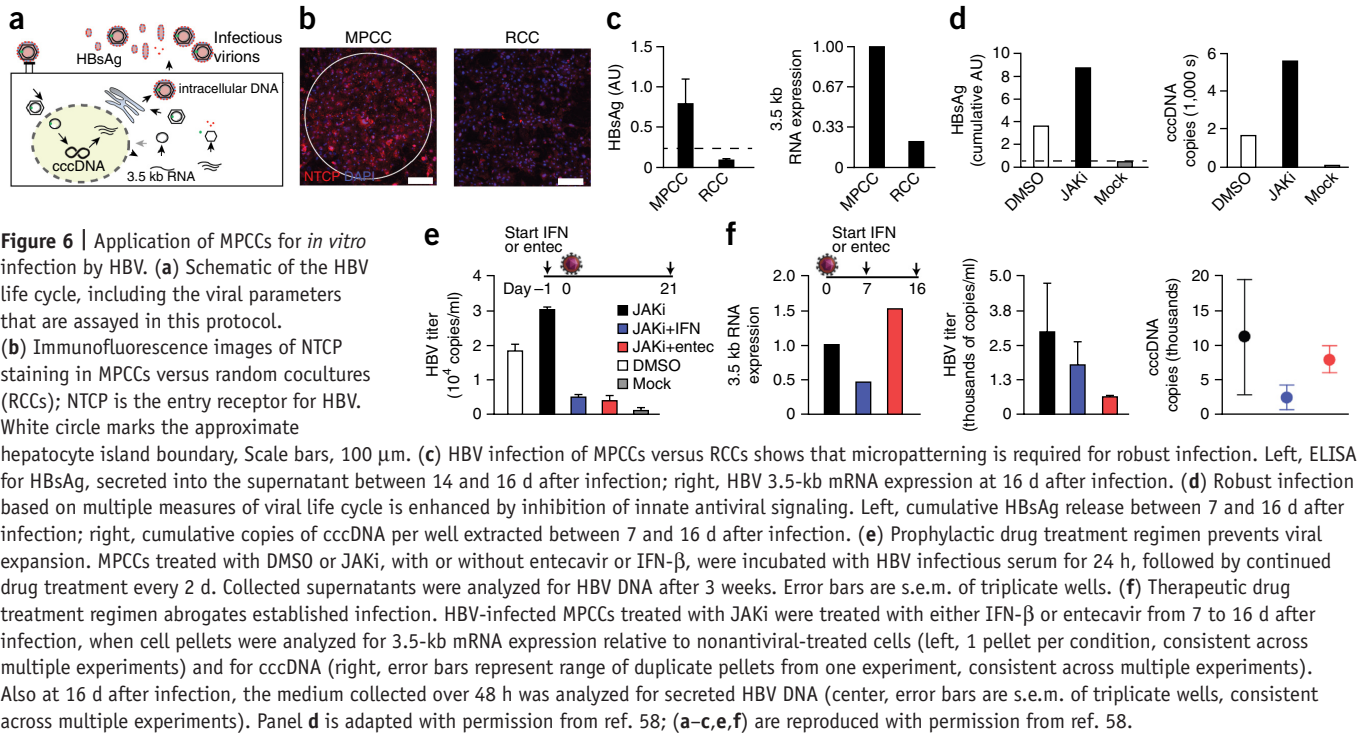 a
HBsAg
Infectious
virions
intracellular DNA
cccDNA
3.5 kb RNA
b
MPCC
RCC
NTCP DAPI
c
HBsAg (AU)
1.5
1.0
0.5
0
MPCC
RCC
3.5 kb
RNA expression
1.00
0.67
0.33
0
MPCC
RCC
d
HBsAg
(cumulative AU)
10
8
6
4
2
0
DMSO
JAKi
Mock
cccDNA
copies (1,000 s)
6
4
2
0
DMSO
JAKi
Mock
e
Start IFN
or entec
Day –1 0 21
HBV titer
(10⁴ copies/ml)
4
3
2
1
0
JAKi
JAKi+IFN
JAKi+entec
DMSO
Mock
f
Start IFN
or entec
0 7 16
3.5 kb RNA
expression
2.0
1.5
1.0
0.5
0
HBV titer
(thousands of copies/ml)
5.0
3.8
2.5
1.3
0
cccDNA
copies (thousands)
20
15
10
5
0
Figure 6 | Application of MPCCs for in vitro
infection by HBV. (a) Schematic of the HBV
life cycle, including the viral parameters
that are assayed in this protocol.
(b) Immunofluorescence images of NTCP
staining in MPCCs versus random cocultures
(RCCs); NTCP is the entry receptor for HBV.
White circle marks the approximate
hepatocyte island boundary, Scale bars, 100 μm. (c) HBV infection of MPCCs versus RCCs shows that micropatterning is required for robust infection. Left, ELISA
for HBsAg, secreted into the supernatant between 14 and 16 d after infection; right, HBV 3.5-kb mRNA expression at 16 d after infection. (d) Robust infection
based on multiple measures of viral life cycle is enhanced by inhibition of innate antiviral signaling. Left, cumulative HBsAg release between 7 and 16 d after
infection; right, cumulative copies of cccDNA per well extracted between 7 and 16 d after infection. (e) Prophylactic drug treatment regimen prevents viral
expansion. MPCCs treated with DMSO or JAKi, with or without entecavir or IFN-β, were incubated with HBV infectious serum for 24 h, followed by continued
drug treatment every 2 d. Collected supernatants were analyzed for HBV DNA after 3 weeks. Error bars are s.e.m. of triplicate wells. (f) Therapeutic drug
treatment regimen abrogates established infection. HBV-infected MPCCs treated with JAKi were treated with either IFN-β or entecavir from 7 to 16 d after
infection, when cell pellets were analyzed for 3.5-kb mRNA expression relative to nonantiviral-treated cells (left, 1 pellet per condition, consistent across
multiple experiments) and for cccDNA (right, error bars represent range of duplicate pellets from one experiment, consistent across multiple experiments).
Also at 16 d after infection, the medium collected over 48 h was analyzed for secreted HBV DNA (center, error bars are s.e.m. of triplicate wells, consistent
across multiple experiments). Panel d is adapted with permission from ref. 58; (a–c,e,f) are reproduced with permission from ref. 58.